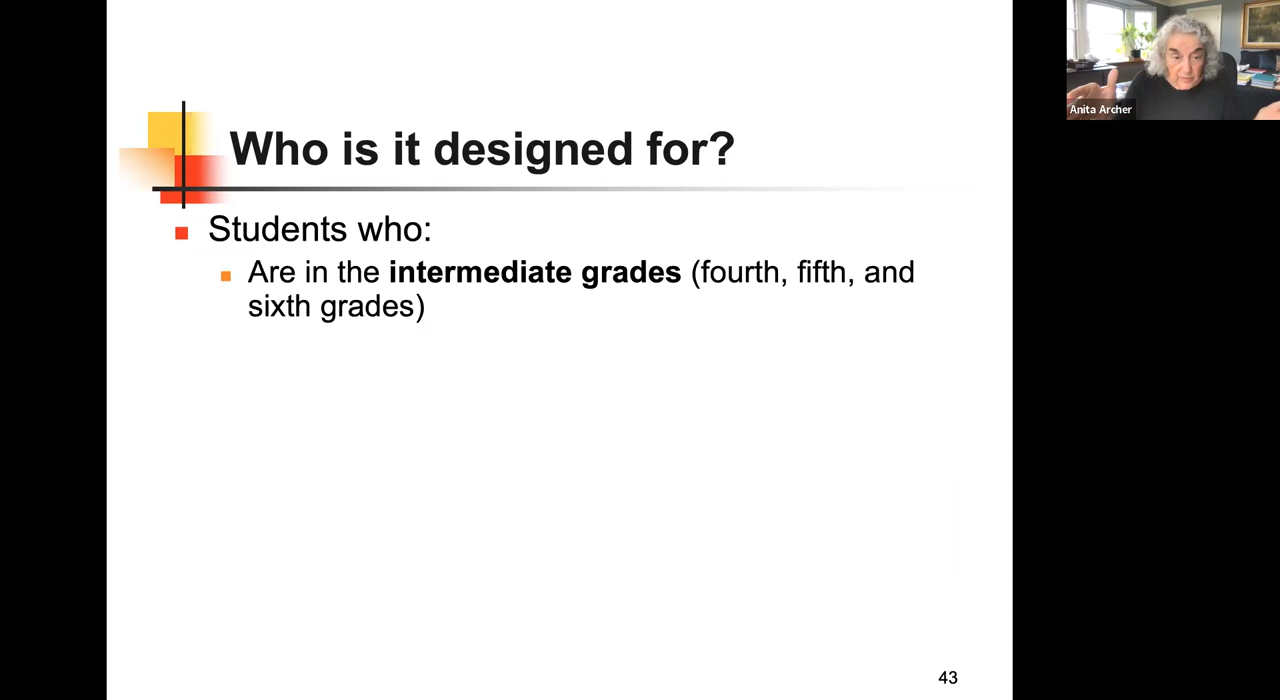 Who is it designed for?
Students who:
Are in the intermediate grades (fourth, fifth, and
sixth grades)
43
Anita Archer